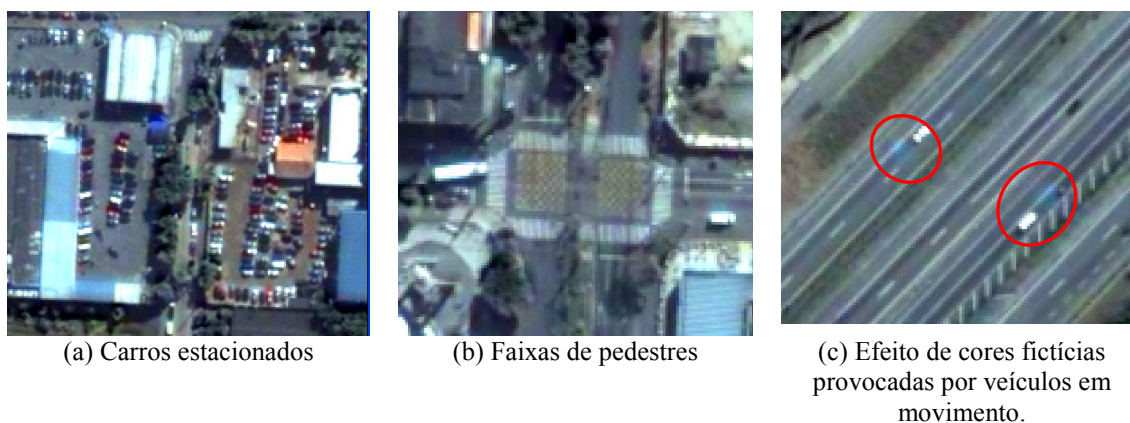 (a) Carros estacionados
(b) Faixas de pedestres
(c) Efeito de cores fictícias
provocadas por veículos em
movimento.